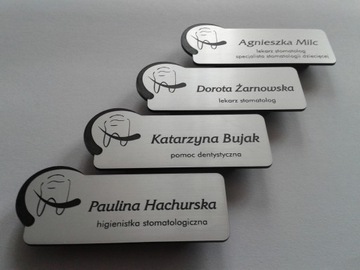 Agnieszka Milc
lekarz stomatolog
specjalista stomatologii dziecięcej
Dorota Żarnowska
lekarz stomatolog
Katarzyna Bujak
pomoc dentystyczna
Paulina Hachurska
higienistka stomatologiczna